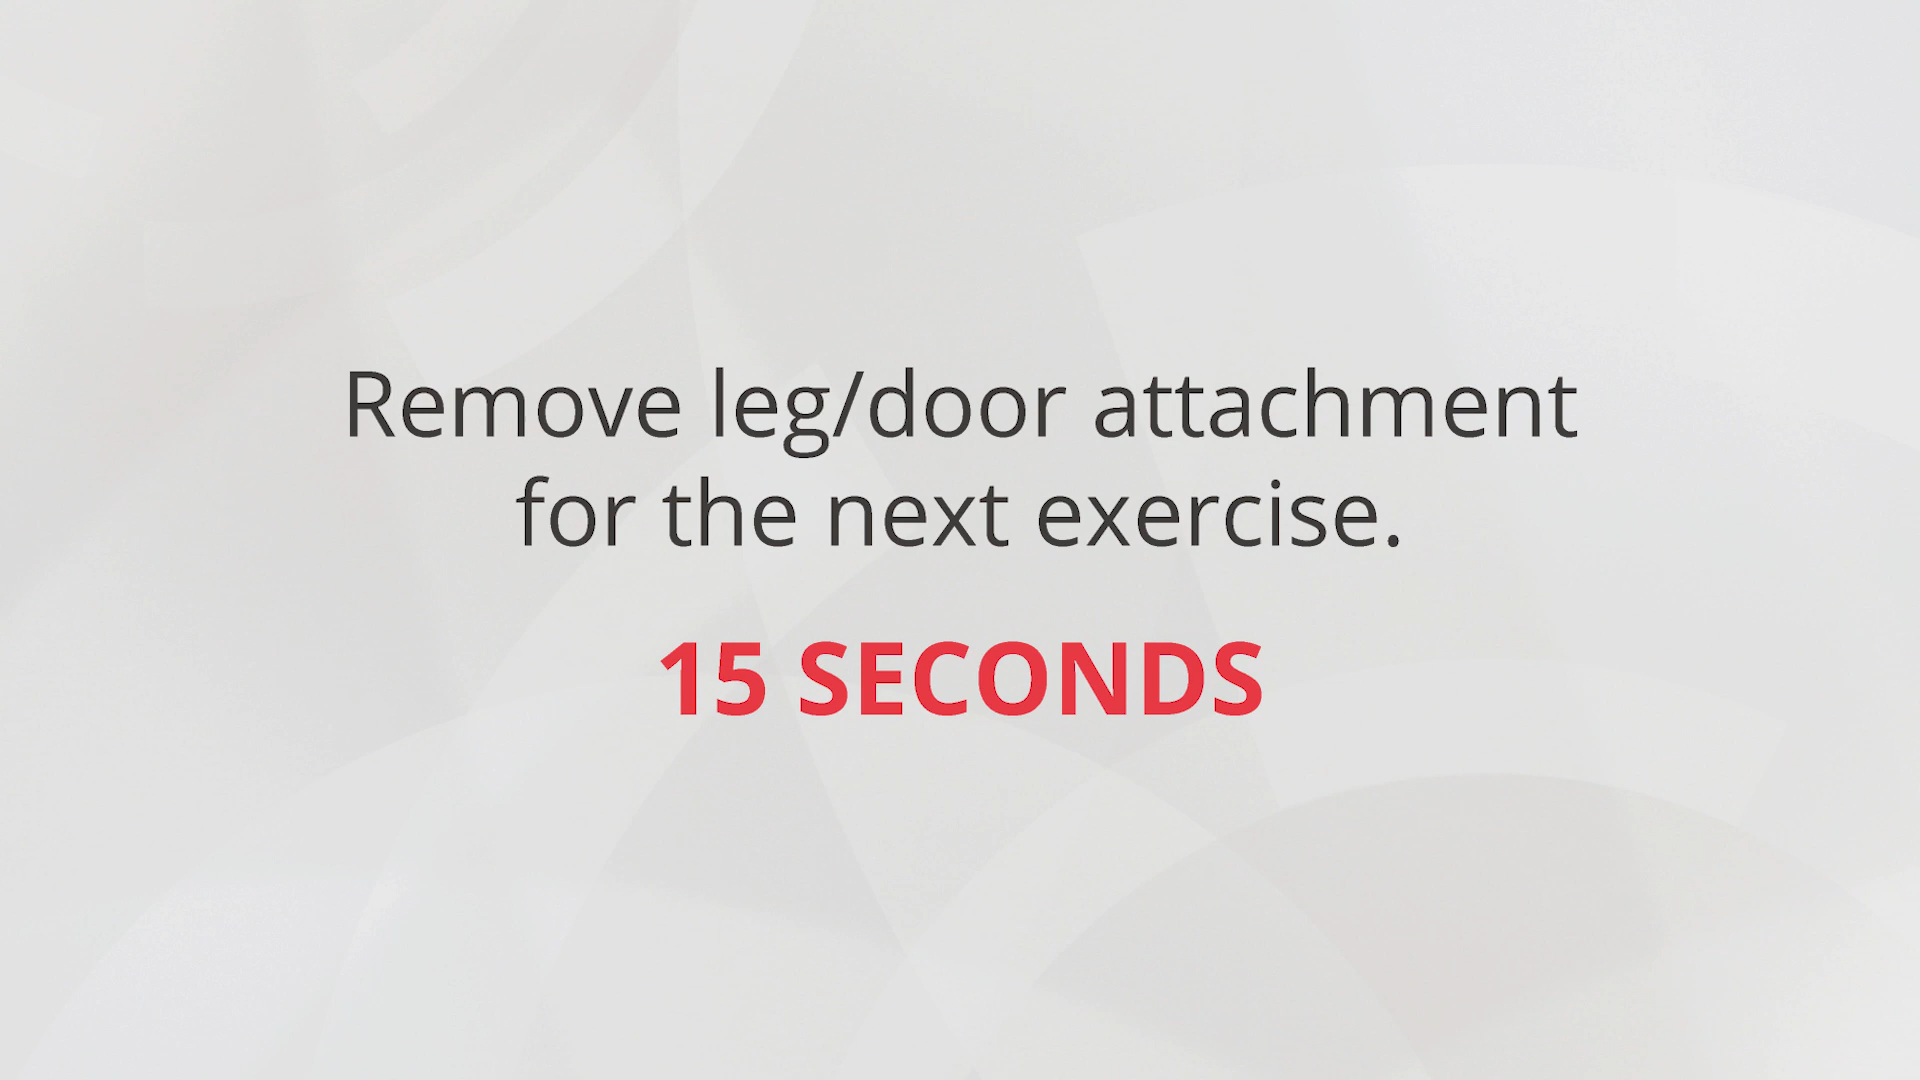 Remove leg/door attachment
for the next exercise.
15 SECONDS